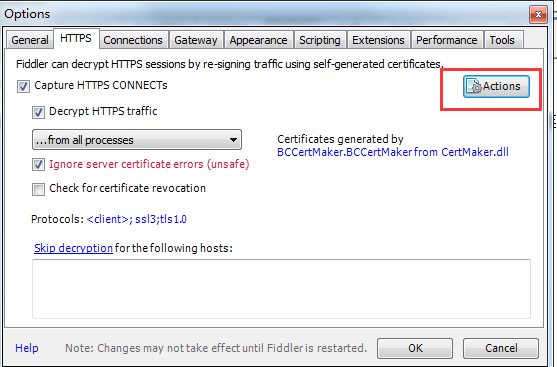 Options
General HTTPS Connections Gateway Appearance Scripting Extensions Performance Tools
Fiddler can decrypt HTTPS sessions by re-signing traffic using self-generated certificates.
Capture HTTPS CONNECTs
Actions
Decrypt HTTPS traffic
...from all processes
Certificates generated by
BCCertMaker.BCCertMaker from CertMaker.dll
Ignore server certificate errors (unsafe)
Check for certificate revocation
Protocols: <client>; ssl3;tls1.0
Skip decryption for the following hosts:
Help Note: Changes may not take effect until Fiddler is restarted. OK Cancel